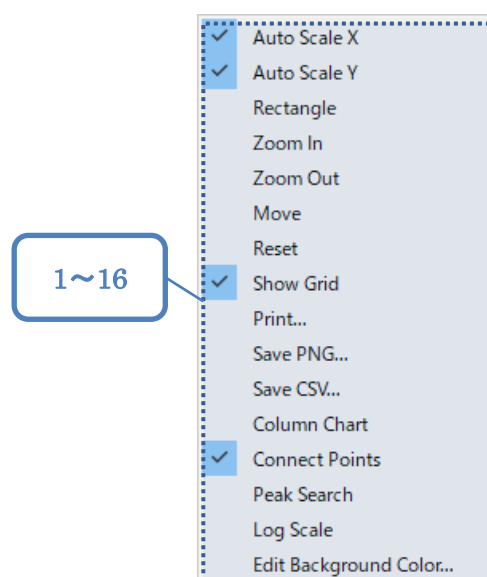 Auto Scale X
Auto Scale Y
Rectangle
Zoom In
Zoom Out
Move
Reset
1～16
Show Grid
Print...
Save PNG...
Save CSV...
Column Chart
Connect Points
Peak Search
Log Scale
Edit Background Color...